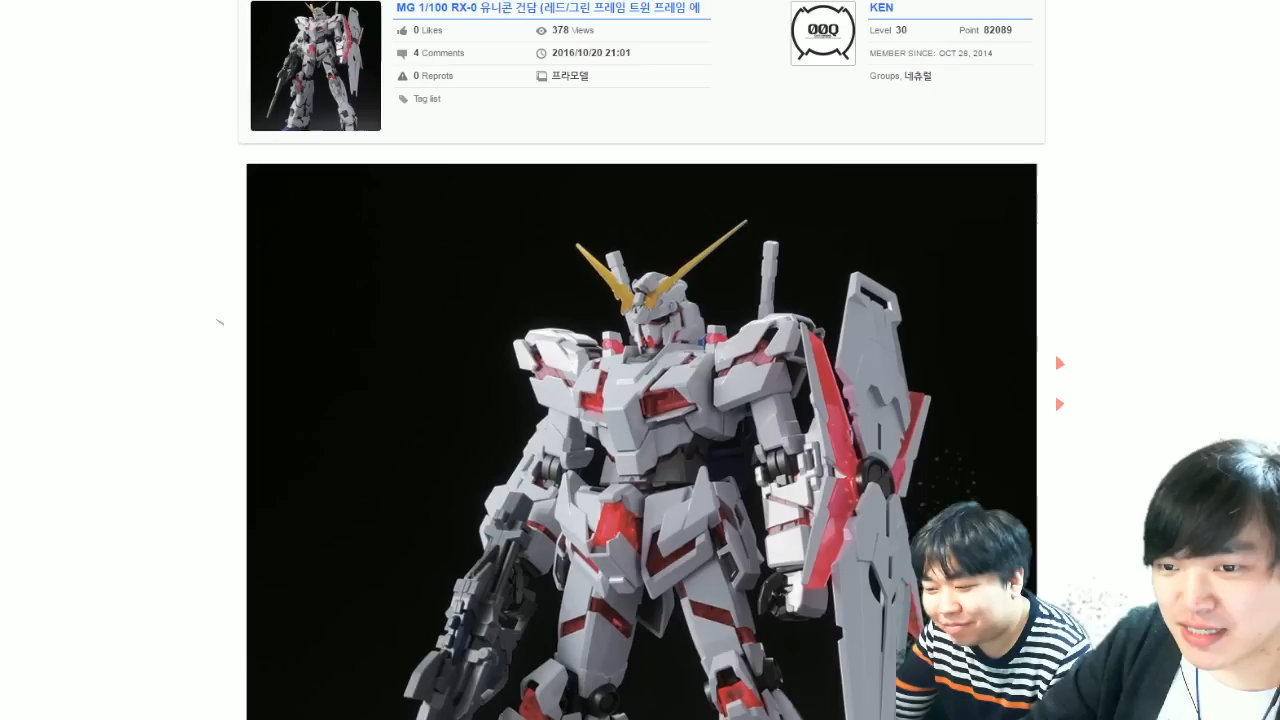 MG 1/100 RX-0 유니콘 건담 (레드/그린 프레임 트윈 프레임 에
0 Likes
378 Views
4 Comments
2016/10/20 21:01
0 Reprots
프라모델
Tag list
00Q
KEN
Level 30
Point 82089
MEMBER SINCE: OCT 28, 2014
Groups, 네츄럴